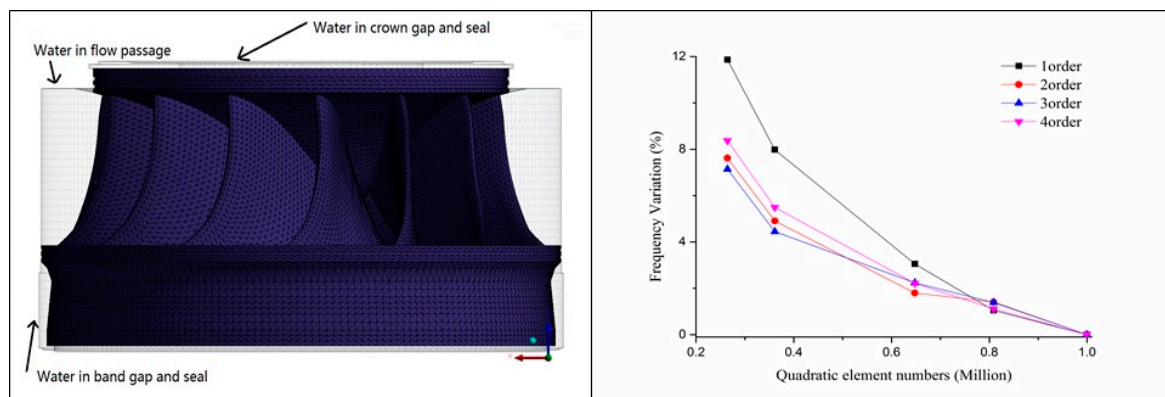 Water in crown gap and seal
Water in flow passage
Water in band gap and seal
12
8
4
0
Frequency Variation (%)
1order
2order
3order
4order
0.2
0.4
0.6
0.8
1.0
Quadratic element numbers (Million)